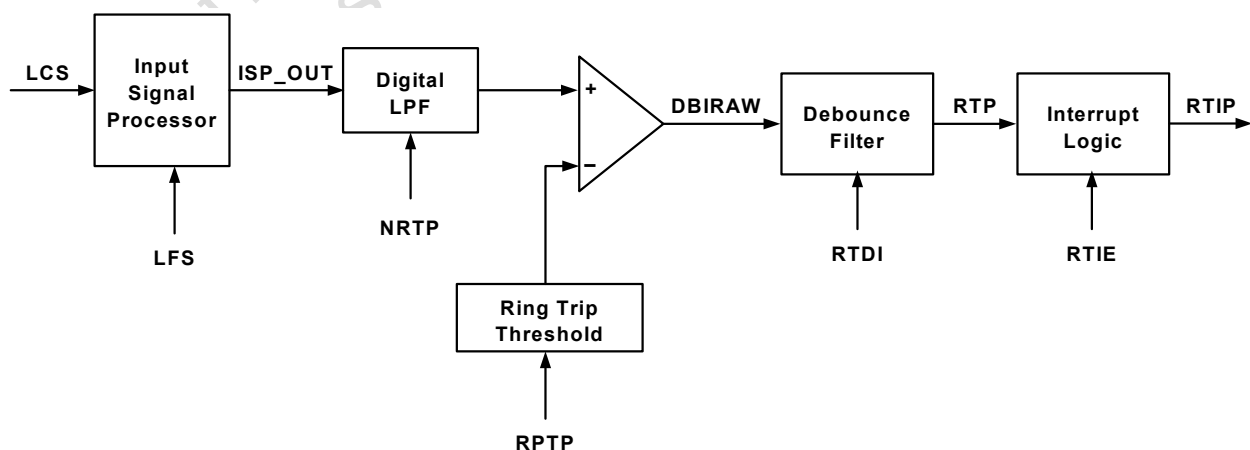 LCS
Input
Signal
Processor
ISP_OUT
Digital
LPF
+
−
DBIRAW
Debounce
Filter
RTP
Interrupt
Logic
RTIP
LFS
NRTP
RTDI
RTIE
Ring Trip
Threshold
RPTP